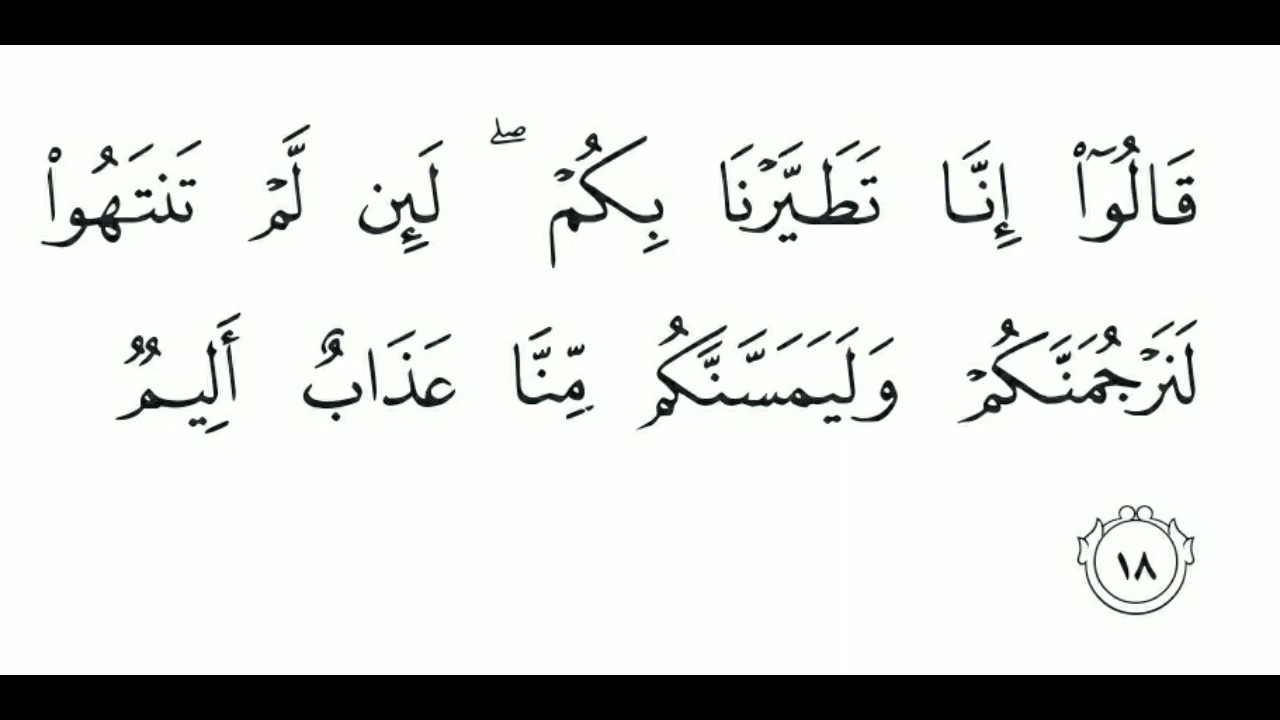 قَالُوٓا۟ إِنَّا تَطَيَّرْنَا بِكُمْ ۖ لَئِن لَّمْ تَنتَهُوا۟
لَنَرْجُمَنَّكُمْ وَلَيَمَسَّنَّكُم مِّنَّا عَذَابٌ أَلِيمٌ
١٨